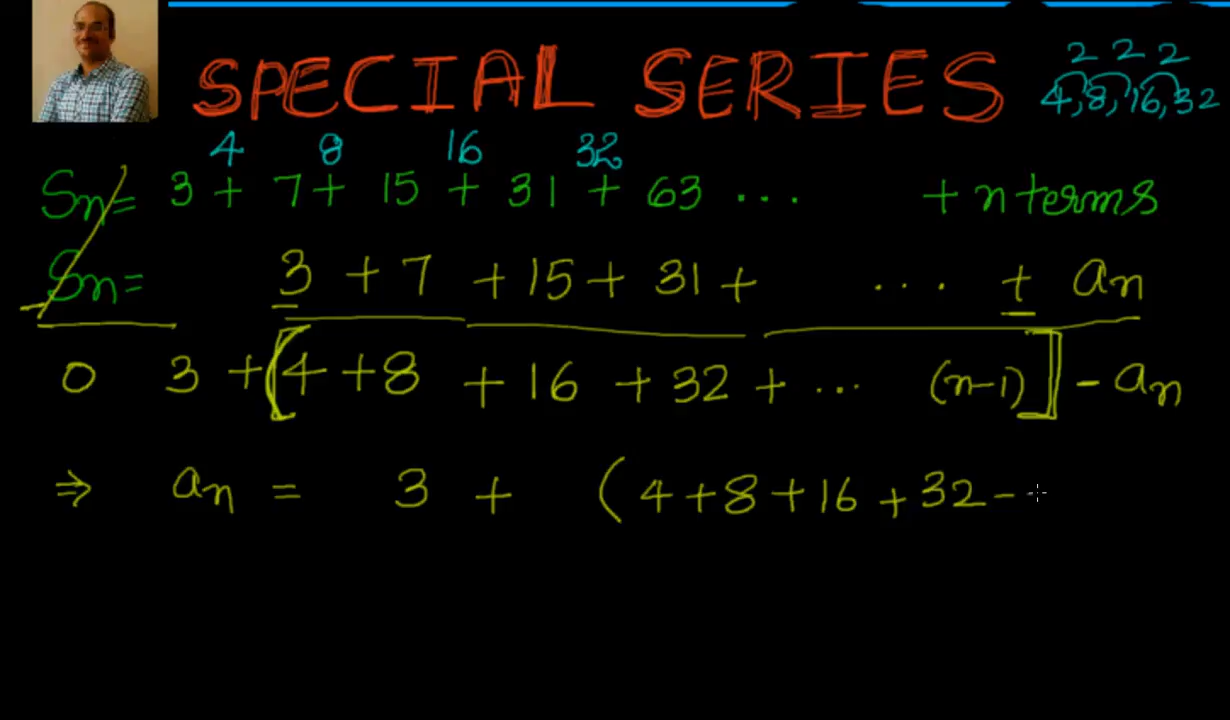 SPECIAL SERIES
2 2 2
4, 8, 16, 32
4 8 16 32
Sn = 3 + 7 + 15 + 31 + 63 ... + n terms
Sn = 3 + 7 + 15 + 31 + ... + an
0 3 + [4 + 8 + 16 + 32 + ... (n-1)] - an
⇒ an = 3 + (4 + 8 + 16 + 32 - -